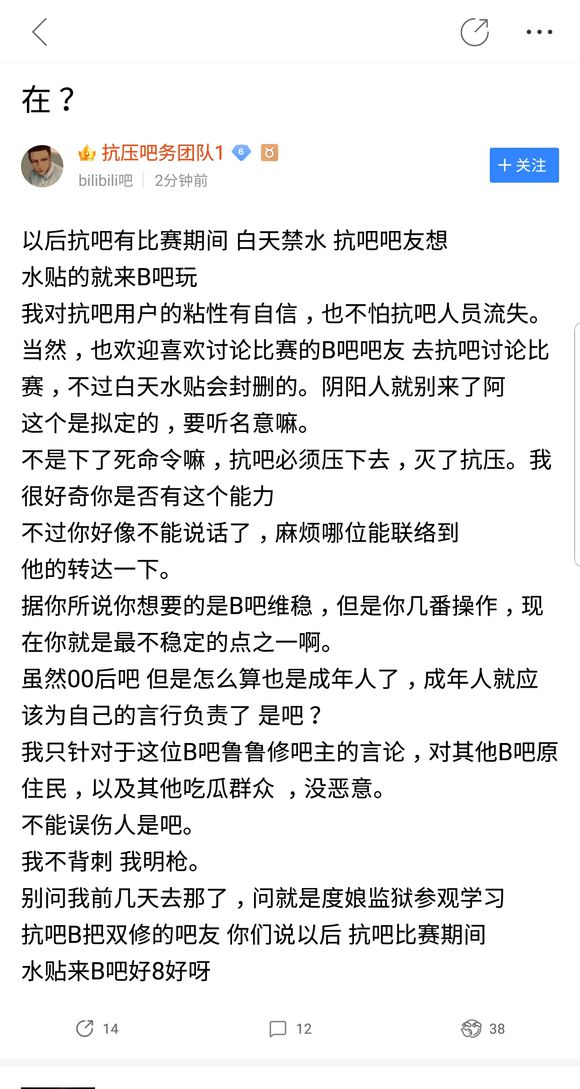 在？
抗压吧务团队1 6
bilibili吧 2分钟前
+ 关注
以后抗吧有比赛期间 白天禁水 抗吧吧友想
水贴的就来B吧玩
我对抗吧用户的粘性有自信，也不怕抗吧人员流失。
当然，也欢迎喜欢讨论比赛的B吧吧友 去抗吧讨论比
赛，不过白天水贴会封删的。阴阳人就别来了阿
这个是拟定的，要听名意嘛。
不是下了死命令嘛，抗吧必须压下去，灭了抗压。我
很好奇你是否有这个能力
不过你好像不能说话了，麻烦哪位能联络到
他的转达一下。
据你所说你想要的是B吧维稳，但是你几番操作，现
在你就是最不稳定的点之一啊。
虽然00后吧 但是怎么算也是成年人了，成年人就应
该为自己的言行负责了 是吧？
我只针对于这位B吧鲁鲁修吧主的言论，对其他B吧原
住民，以及其他吃瓜群众 ，没恶意。
不能误伤人是吧。
我不背刺 我明枪。
别问我前几天去那了，问就是度娘监狱参观学习
抗吧B把双修的吧友 你们说以后 抗吧比赛期间
水贴来B吧好8好呀
14 12 38